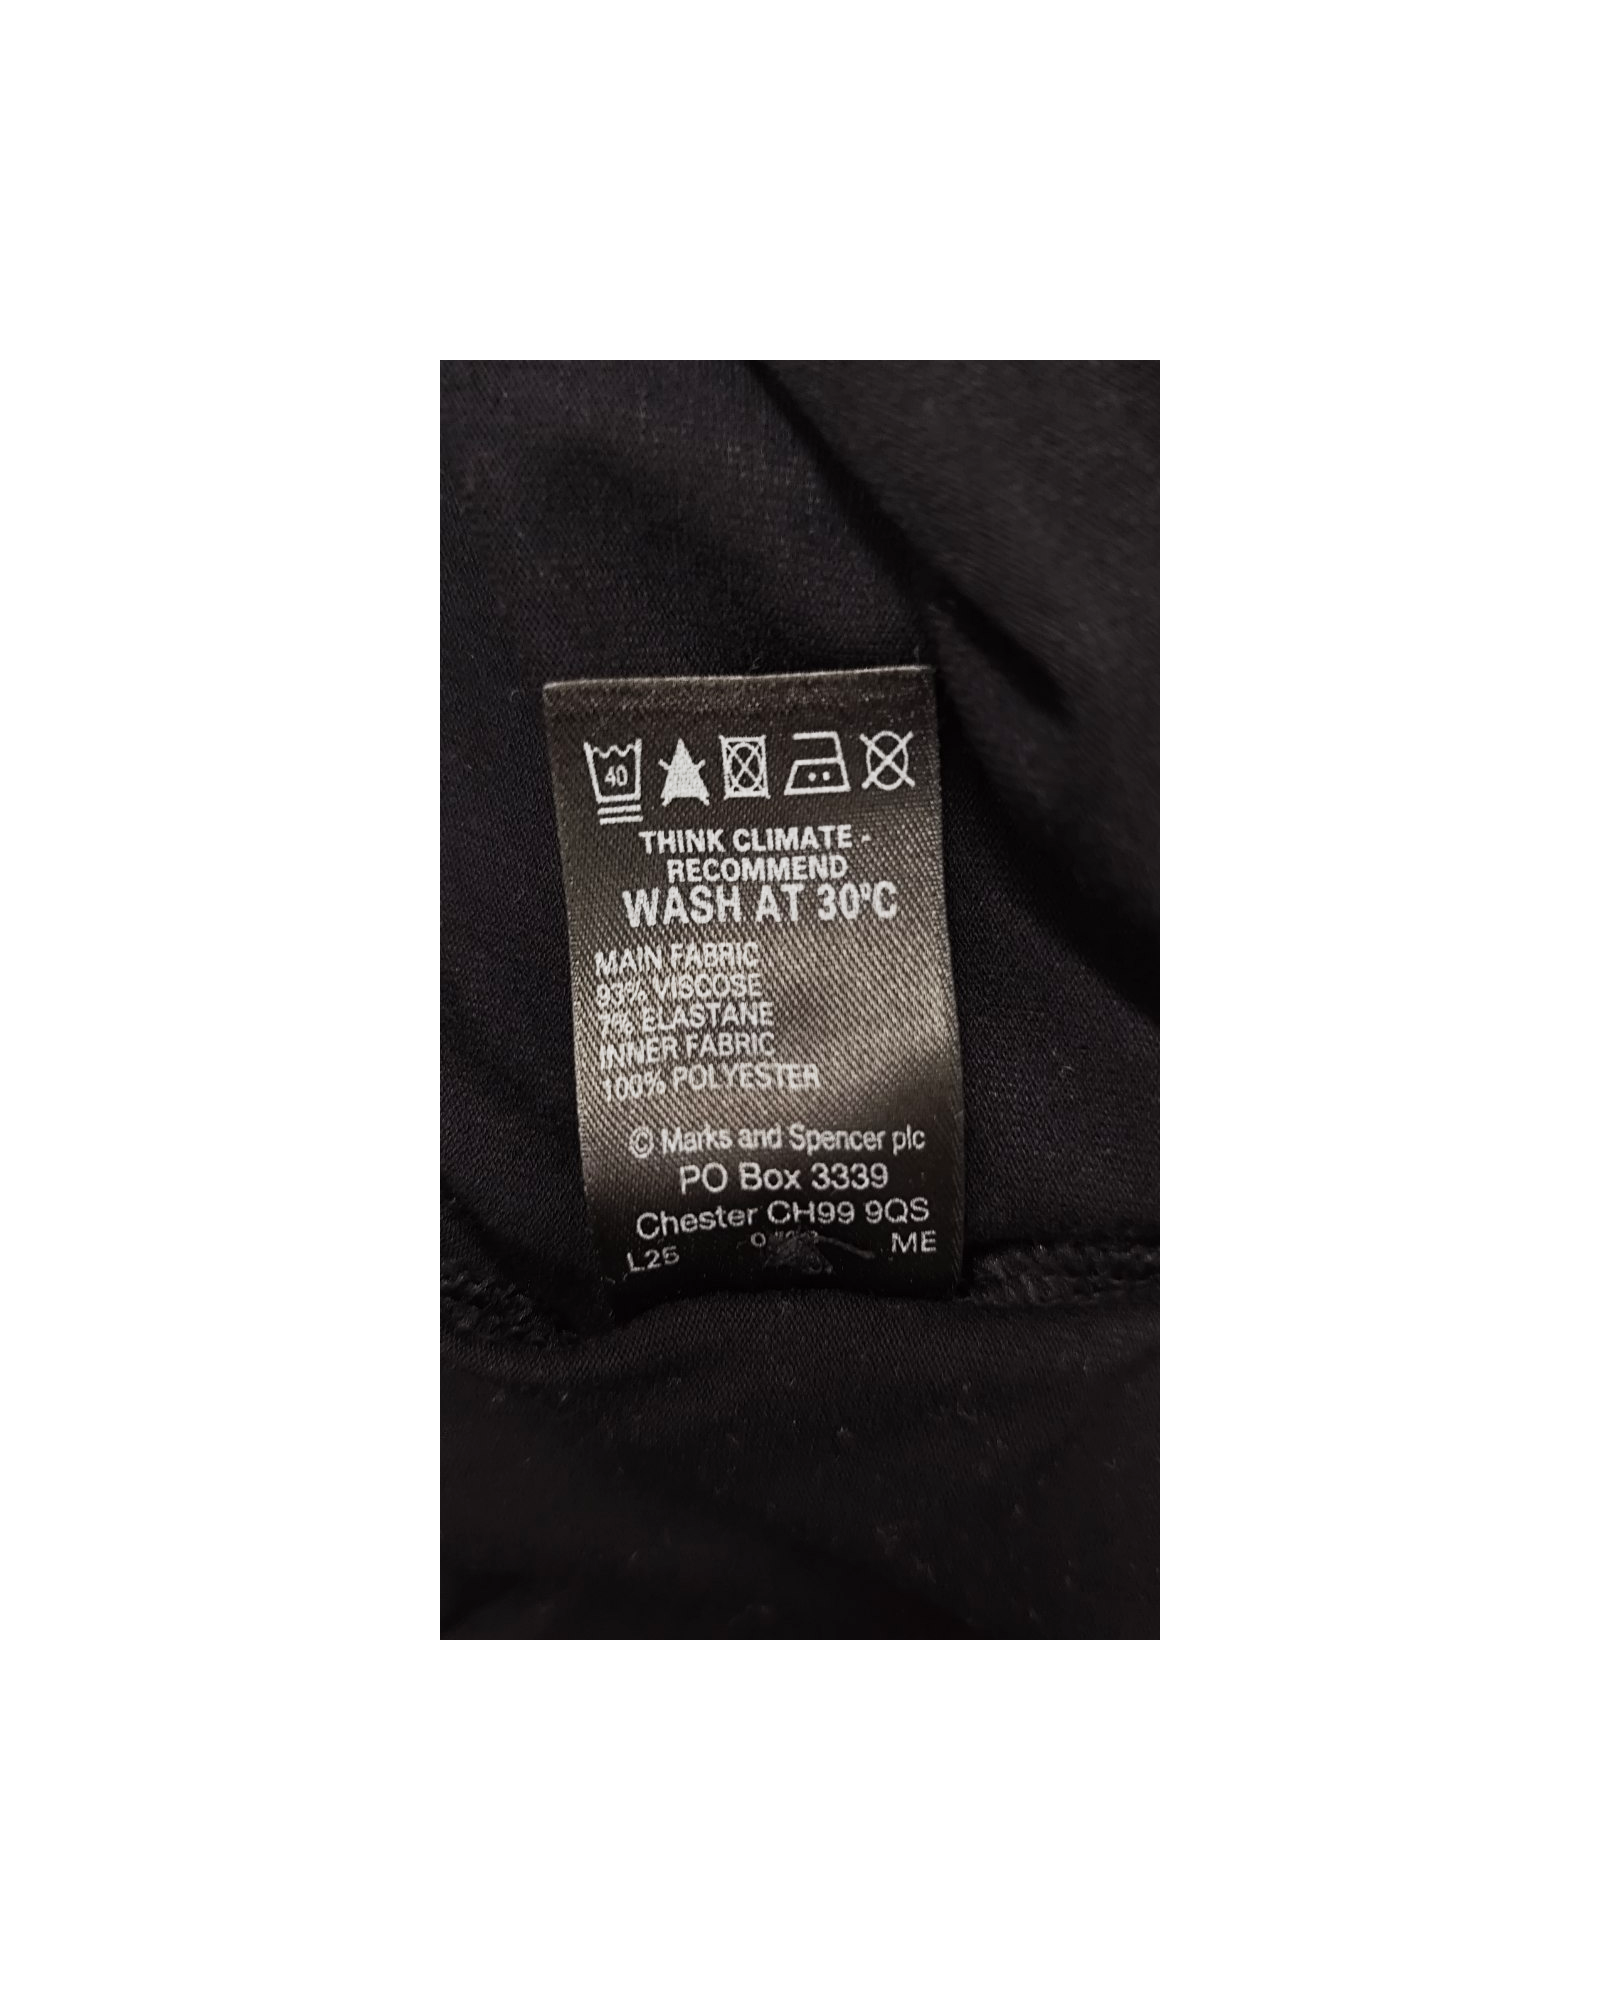 40
THINK CLIMATE -
RECOMMEND
WASH AT 30ºC
MAIN FABRIC
93% VISCOSE
7% ELASTANE
INNER FABRIC
100% POLYESTER
© Marks and Spencer plc
PO Box 3339
Chester CH99 9QS
L25 ME